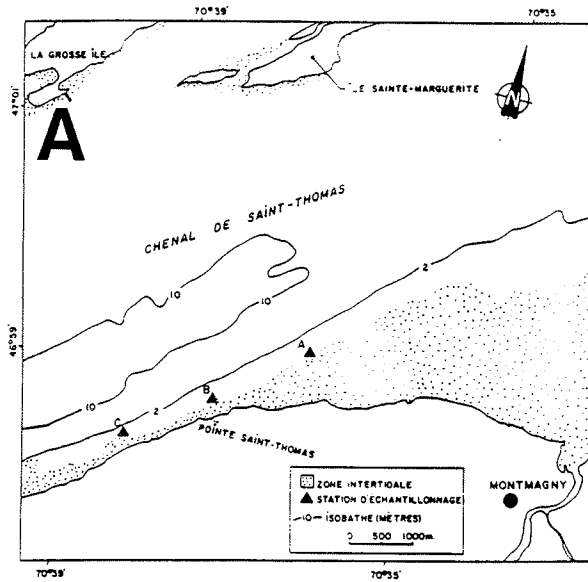 70°39'
70°35
LA GROSSE ÎLE
SAINTE-MARGUERITE
47°01'
N
A
CHENAL DE SAINT-THOMAS
10
2
10
46°59'
A
B
10
2
C
POINTE SAINT-THOMAS
ZONE INTERTIDALE
STATION D'ÉCHANTILLONNAGE
10 ISOBATHE (MÈTRES)
500 1000m.
MONTMAGNY
70°39'
70°35